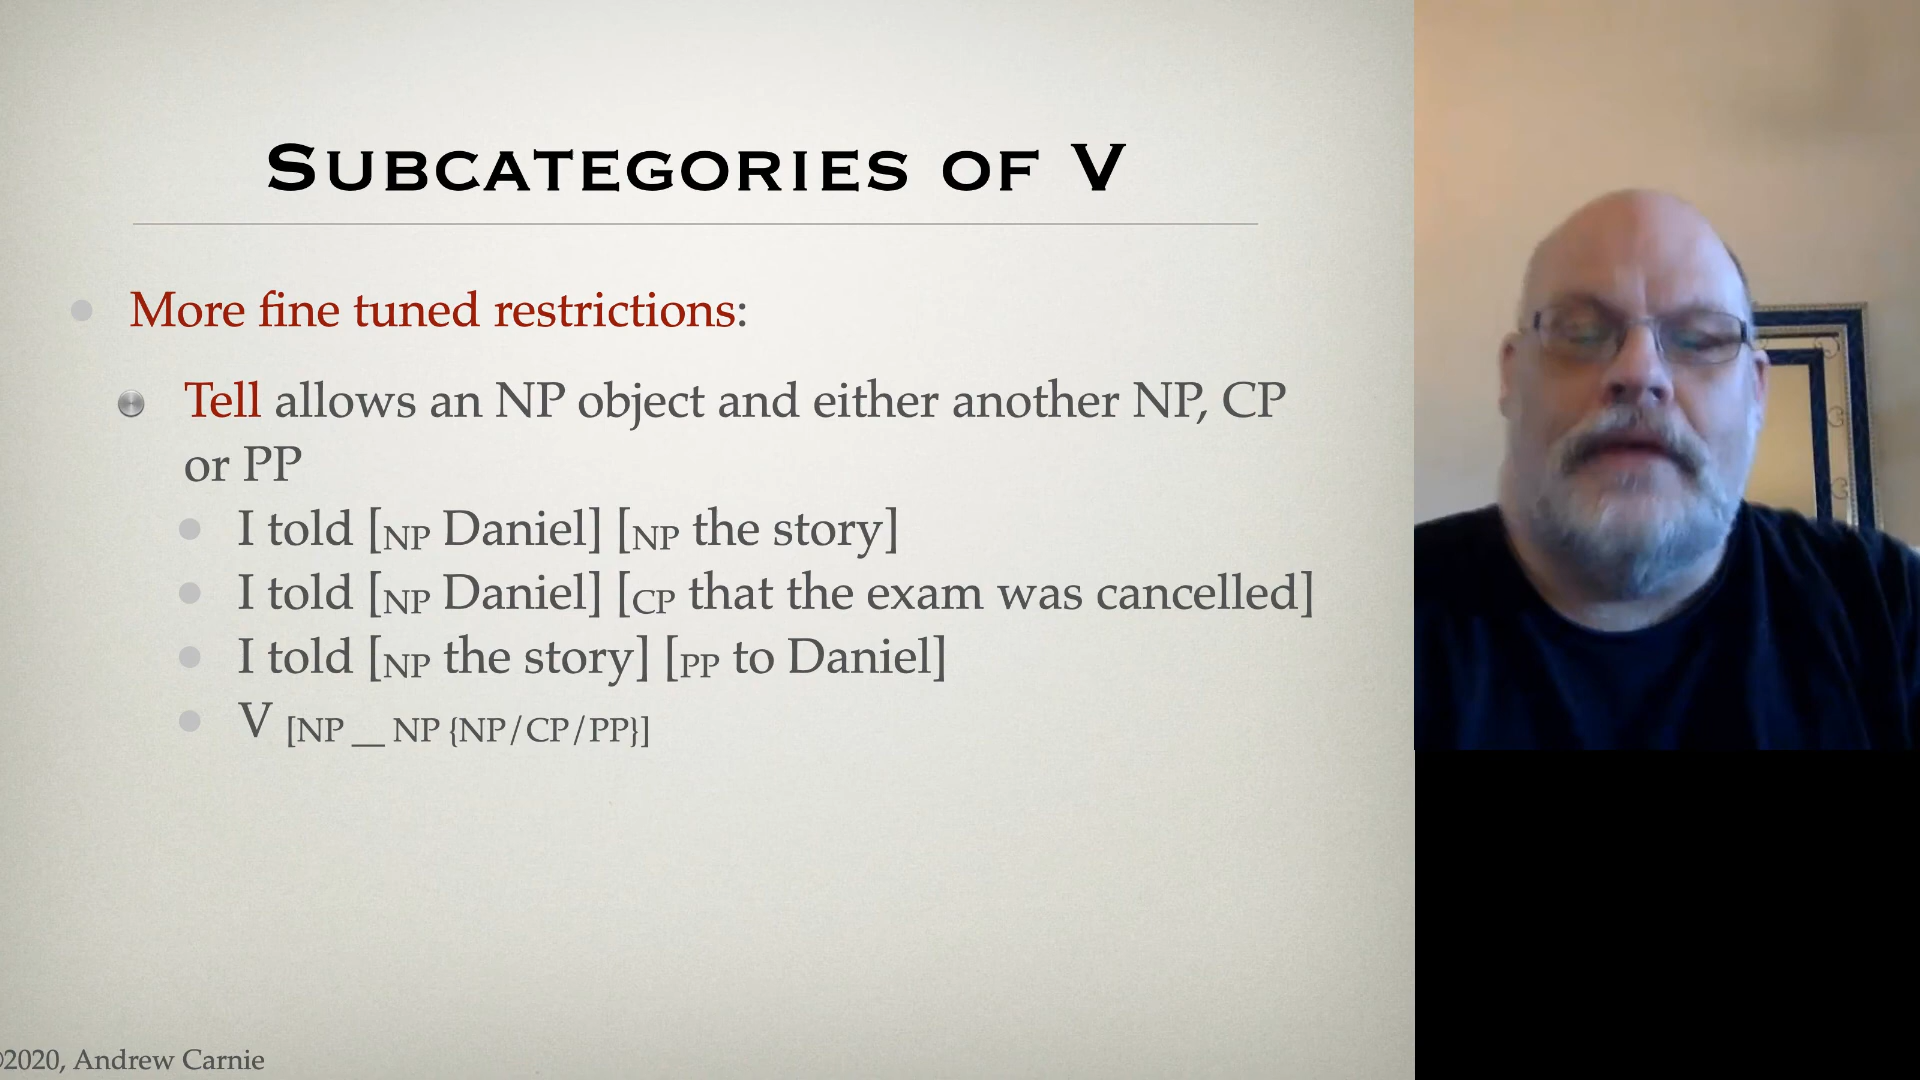 SUBCATEGORIES OF V
More fine tuned restrictions:
Tell allows an NP object and either another NP, CP
or PP
I told [NP Daniel] [NP the story]
I told [NP Daniel] [CP that the exam was cancelled]
I told [NP the story] [PP to Daniel]
V [NP __ NP {NP/CP/PP}]
©2020, Andrew Carnie